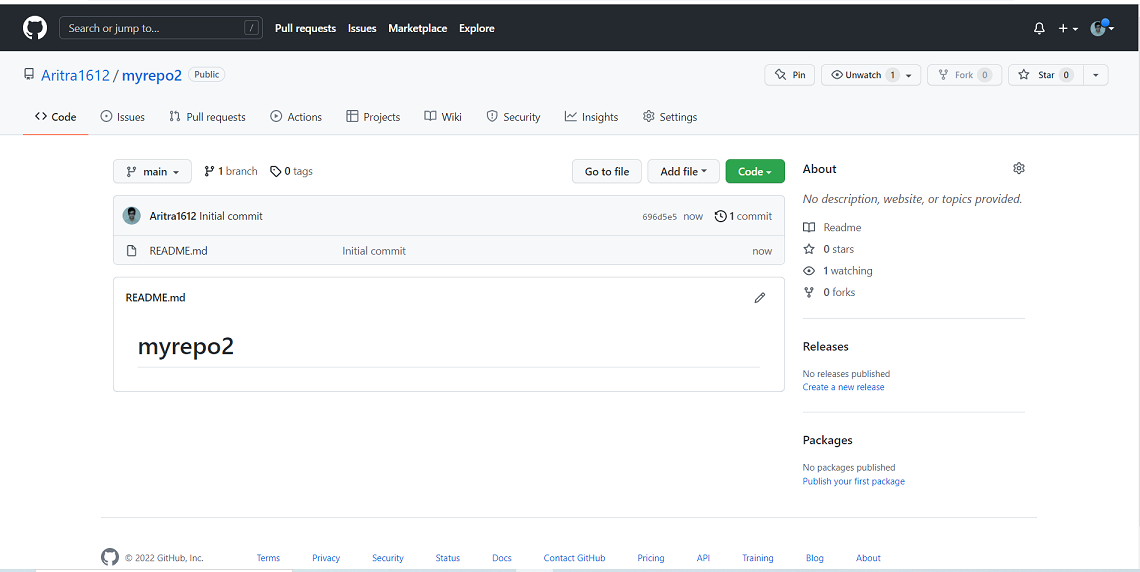 Search or jump to... /
Pull requests Issues Marketplace Explore
Aritra1612 / myrepo2 Public
Pin Unwatch 1 Fork 0 Star 0
Code Issues Pull requests Actions Projects Wiki Security Insights Settings
main 1 branch 0 tags Go to file Add file Code
Aritra1612 Initial commit 696d5e5 now 1 commit
README.md Initial commit now
README.md
myrepo2
About
No description, website, or topics provided.
Readme
0 stars
1 watching
0 forks
Releases
No releases published
Create a new release
Packages
No packages published
Publish your first package
© 2022 GitHub, Inc. Terms Privacy Security Status Docs Contact GitHub Pricing API Training Blog About